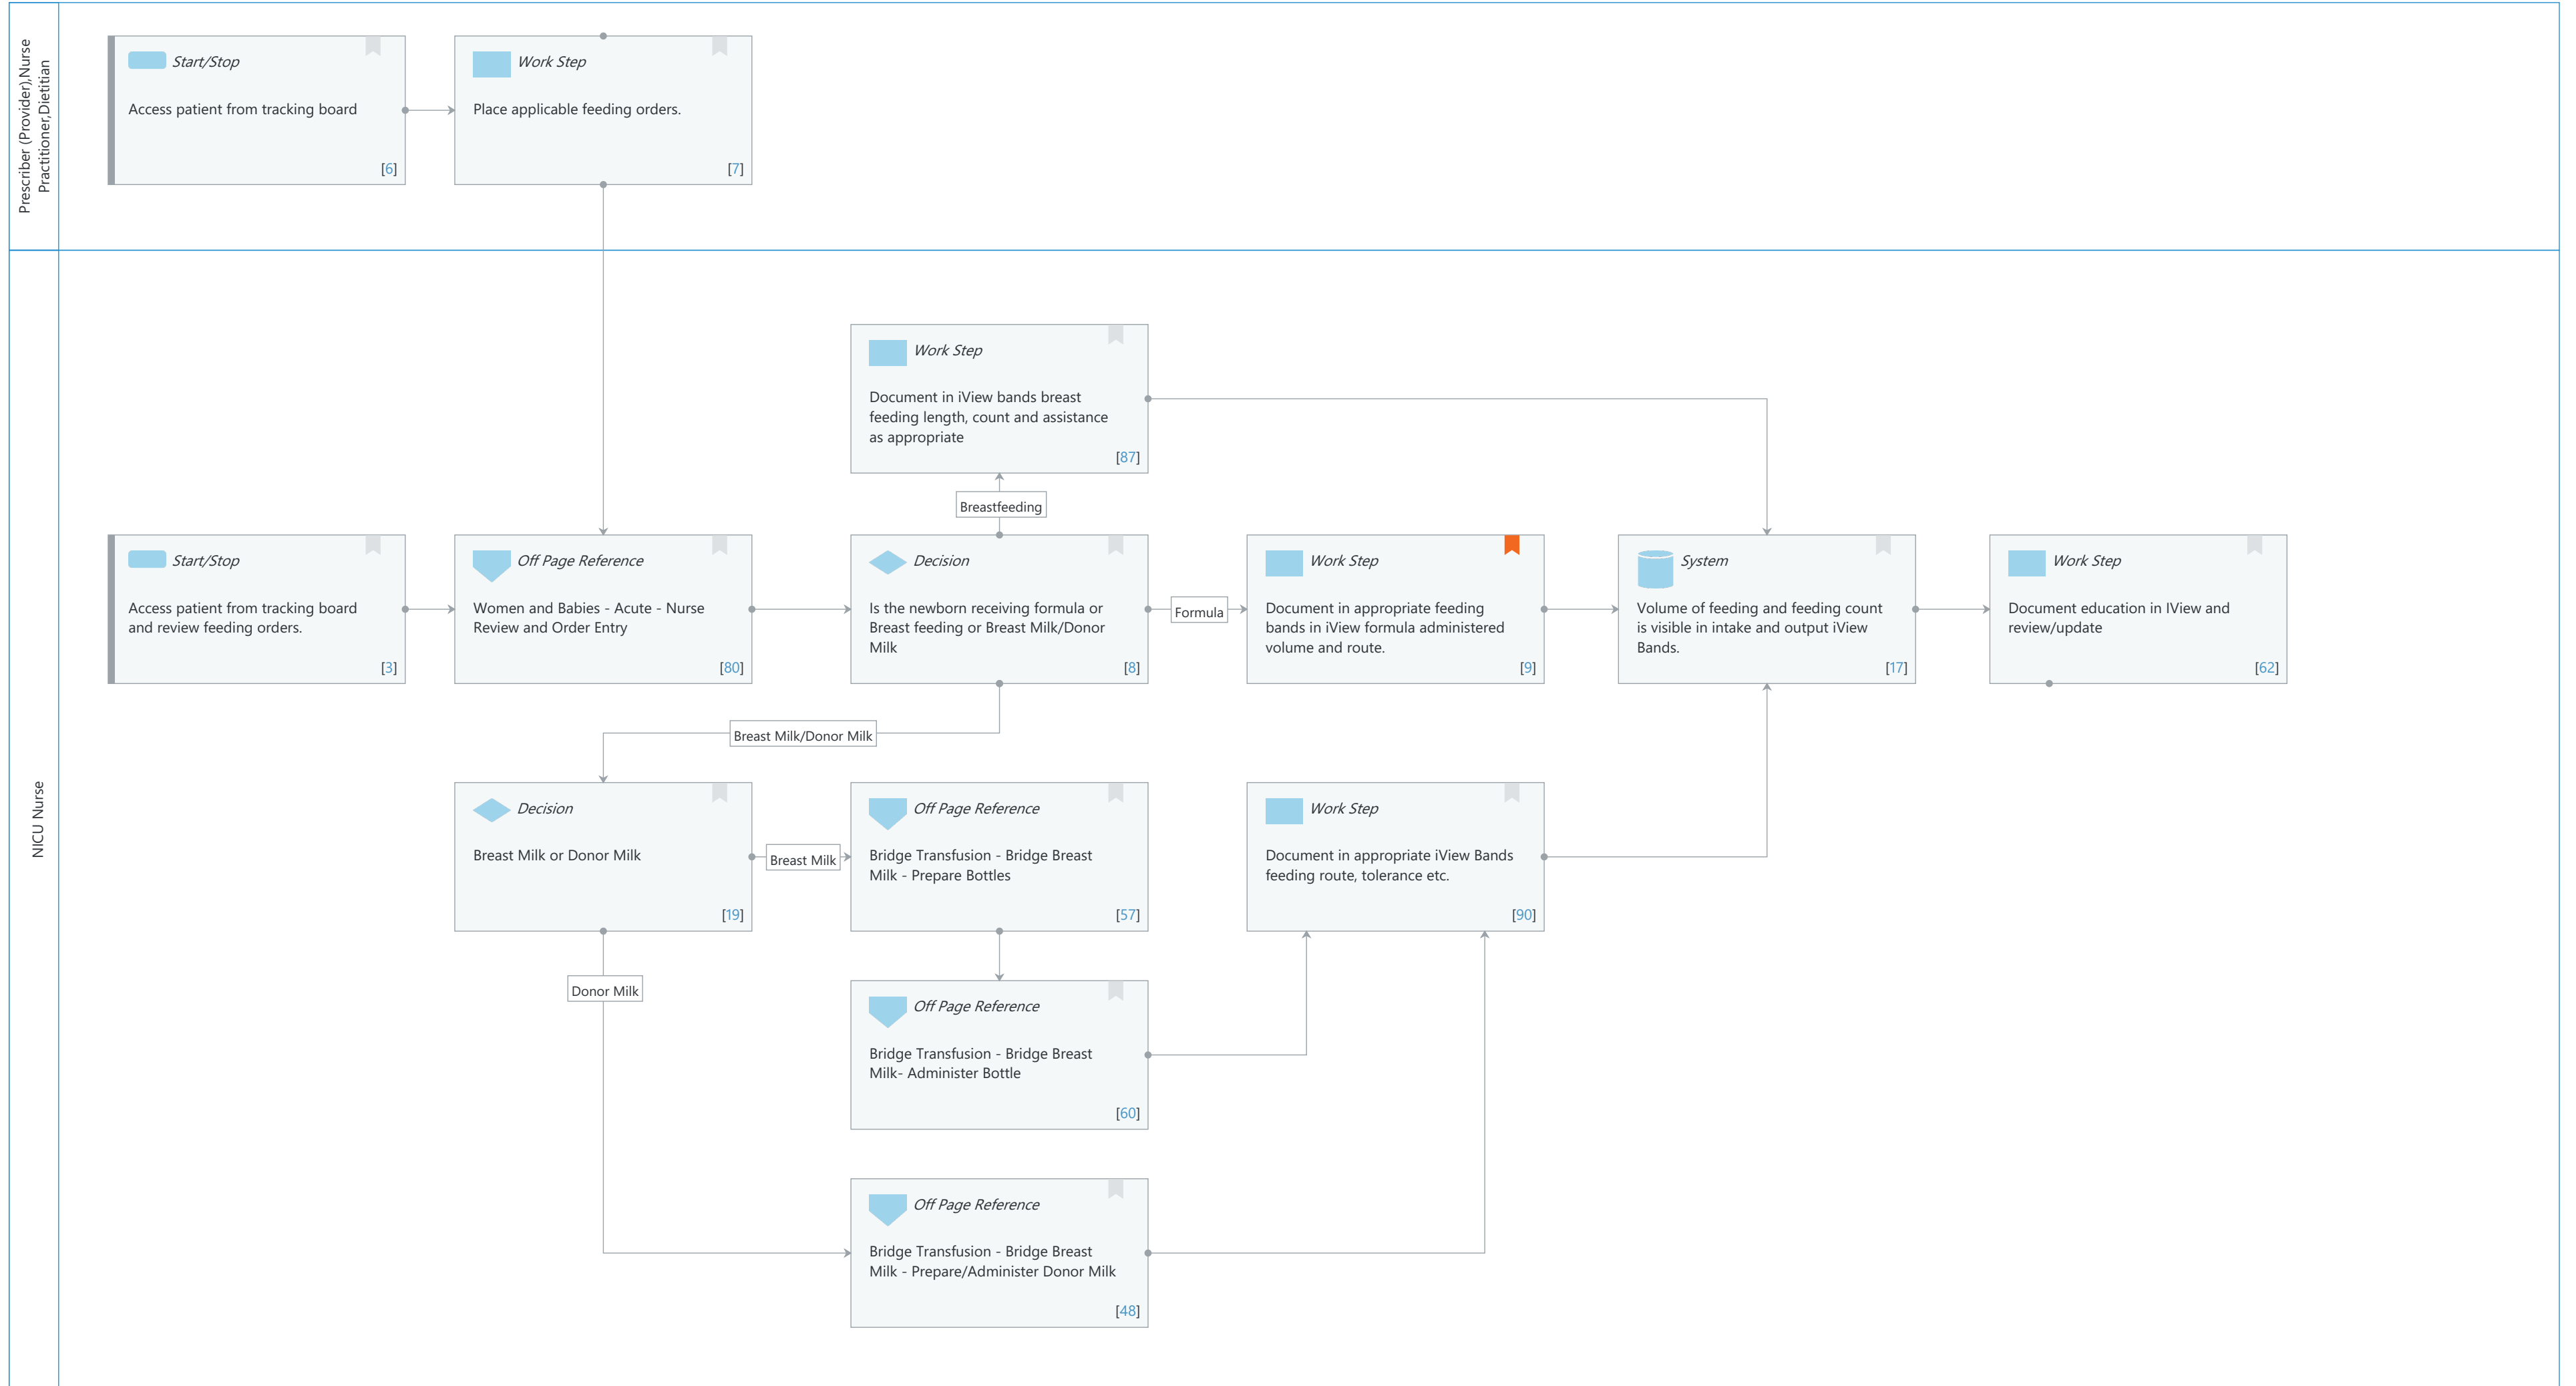 Prescriber (Provider),Nurse
Practitioner,Dietitian
Start/Stop
Access patient from tracking board
[6]
Work Step
Place applicable feeding orders.
[7]
NICU Nurse
Work Step
Document in iView bands breast
feeding length, count and assistance
as appropriate
[87]
Breastfeeding
Start/Stop
Access patient from tracking board
and review feeding orders.
[3]
Off Page Reference
Women and Babies - Acute - Nurse
Review and Order Entry
[80]
Decision
Is the newborn receiving formula or
Breast feeding or Breast Milk/Donor
Milk
[8]
Formula
Work Step
Document in appropriate feeding
bands in iView formula administered
volume and route.
[9]
System
Volume of feeding and feeding count
is visible in intake and output iView
Bands.
[17]
Work Step
Document education in IView and
review/update
[62]
Breast Milk/Donor Milk
Decision
Breast Milk or Donor Milk
[19]
Breast Milk
Off Page Reference
Bridge Transfusion - Bridge Breast
Milk - Prepare Bottles
[57]
Work Step
Document in appropriate iView Bands
feeding route, tolerance etc.
[90]
Donor Milk
Off Page Reference
Bridge Transfusion - Bridge Breast
Milk- Administer Bottle
[60]
Off Page Reference
Bridge Transfusion - Bridge Breast
Milk - Prepare/Administer Donor Milk
[48]